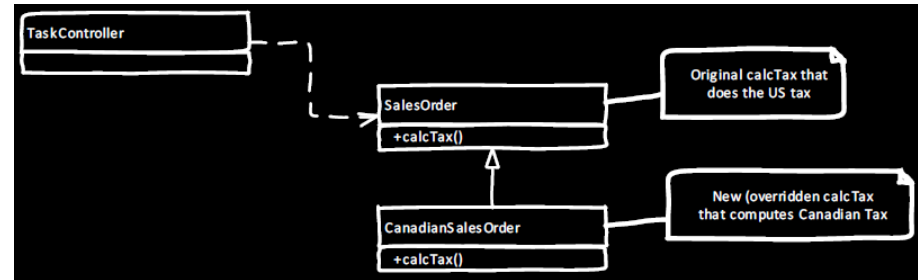 TaskController
Original calcTax that
does the US tax
SalesOrder
+calcTax()
New (overridden calcTax
that computes Canadian Tax
CanadianSalesOrder
+calcTax()